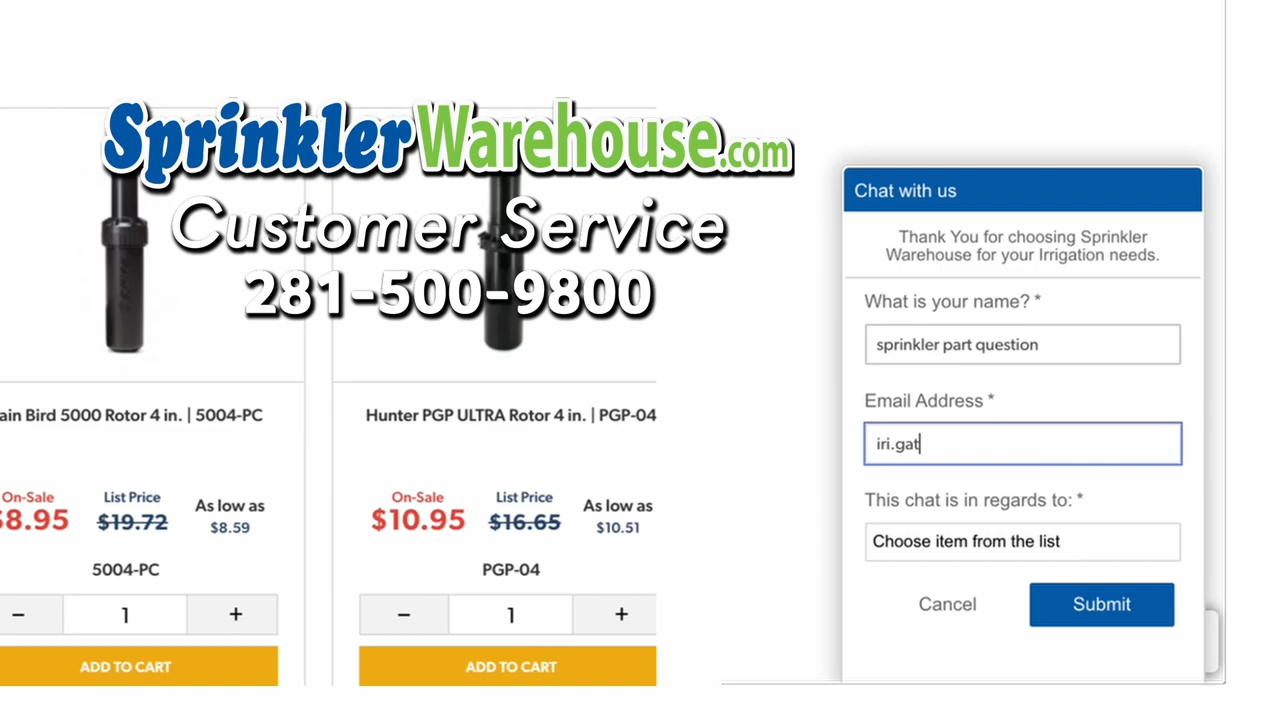 SprinklerWarehouse.com
Customer Service
281-500-9800
ain Bird 5000 Rotor 4 in. | 5004-PC
On-Sale
List Price
As low as
$8.95
$19.72
$8.59
5004-PC
− 1 +
ADD TO CART
Hunter PGP ULTRA Rotor 4 in. | PGP-04
On-Sale
List Price
As low as
$10.95
$16.65
$10.51
PGP-04
− 1 +
ADD TO CART
Chat with us
Thank You for choosing Sprinkler
Warehouse for your Irrigation needs.
What is your name? *
sprinkler part question
Email Address *
iri.gat
This chat is in regards to: *
Choose item from the list
Cancel
Submit